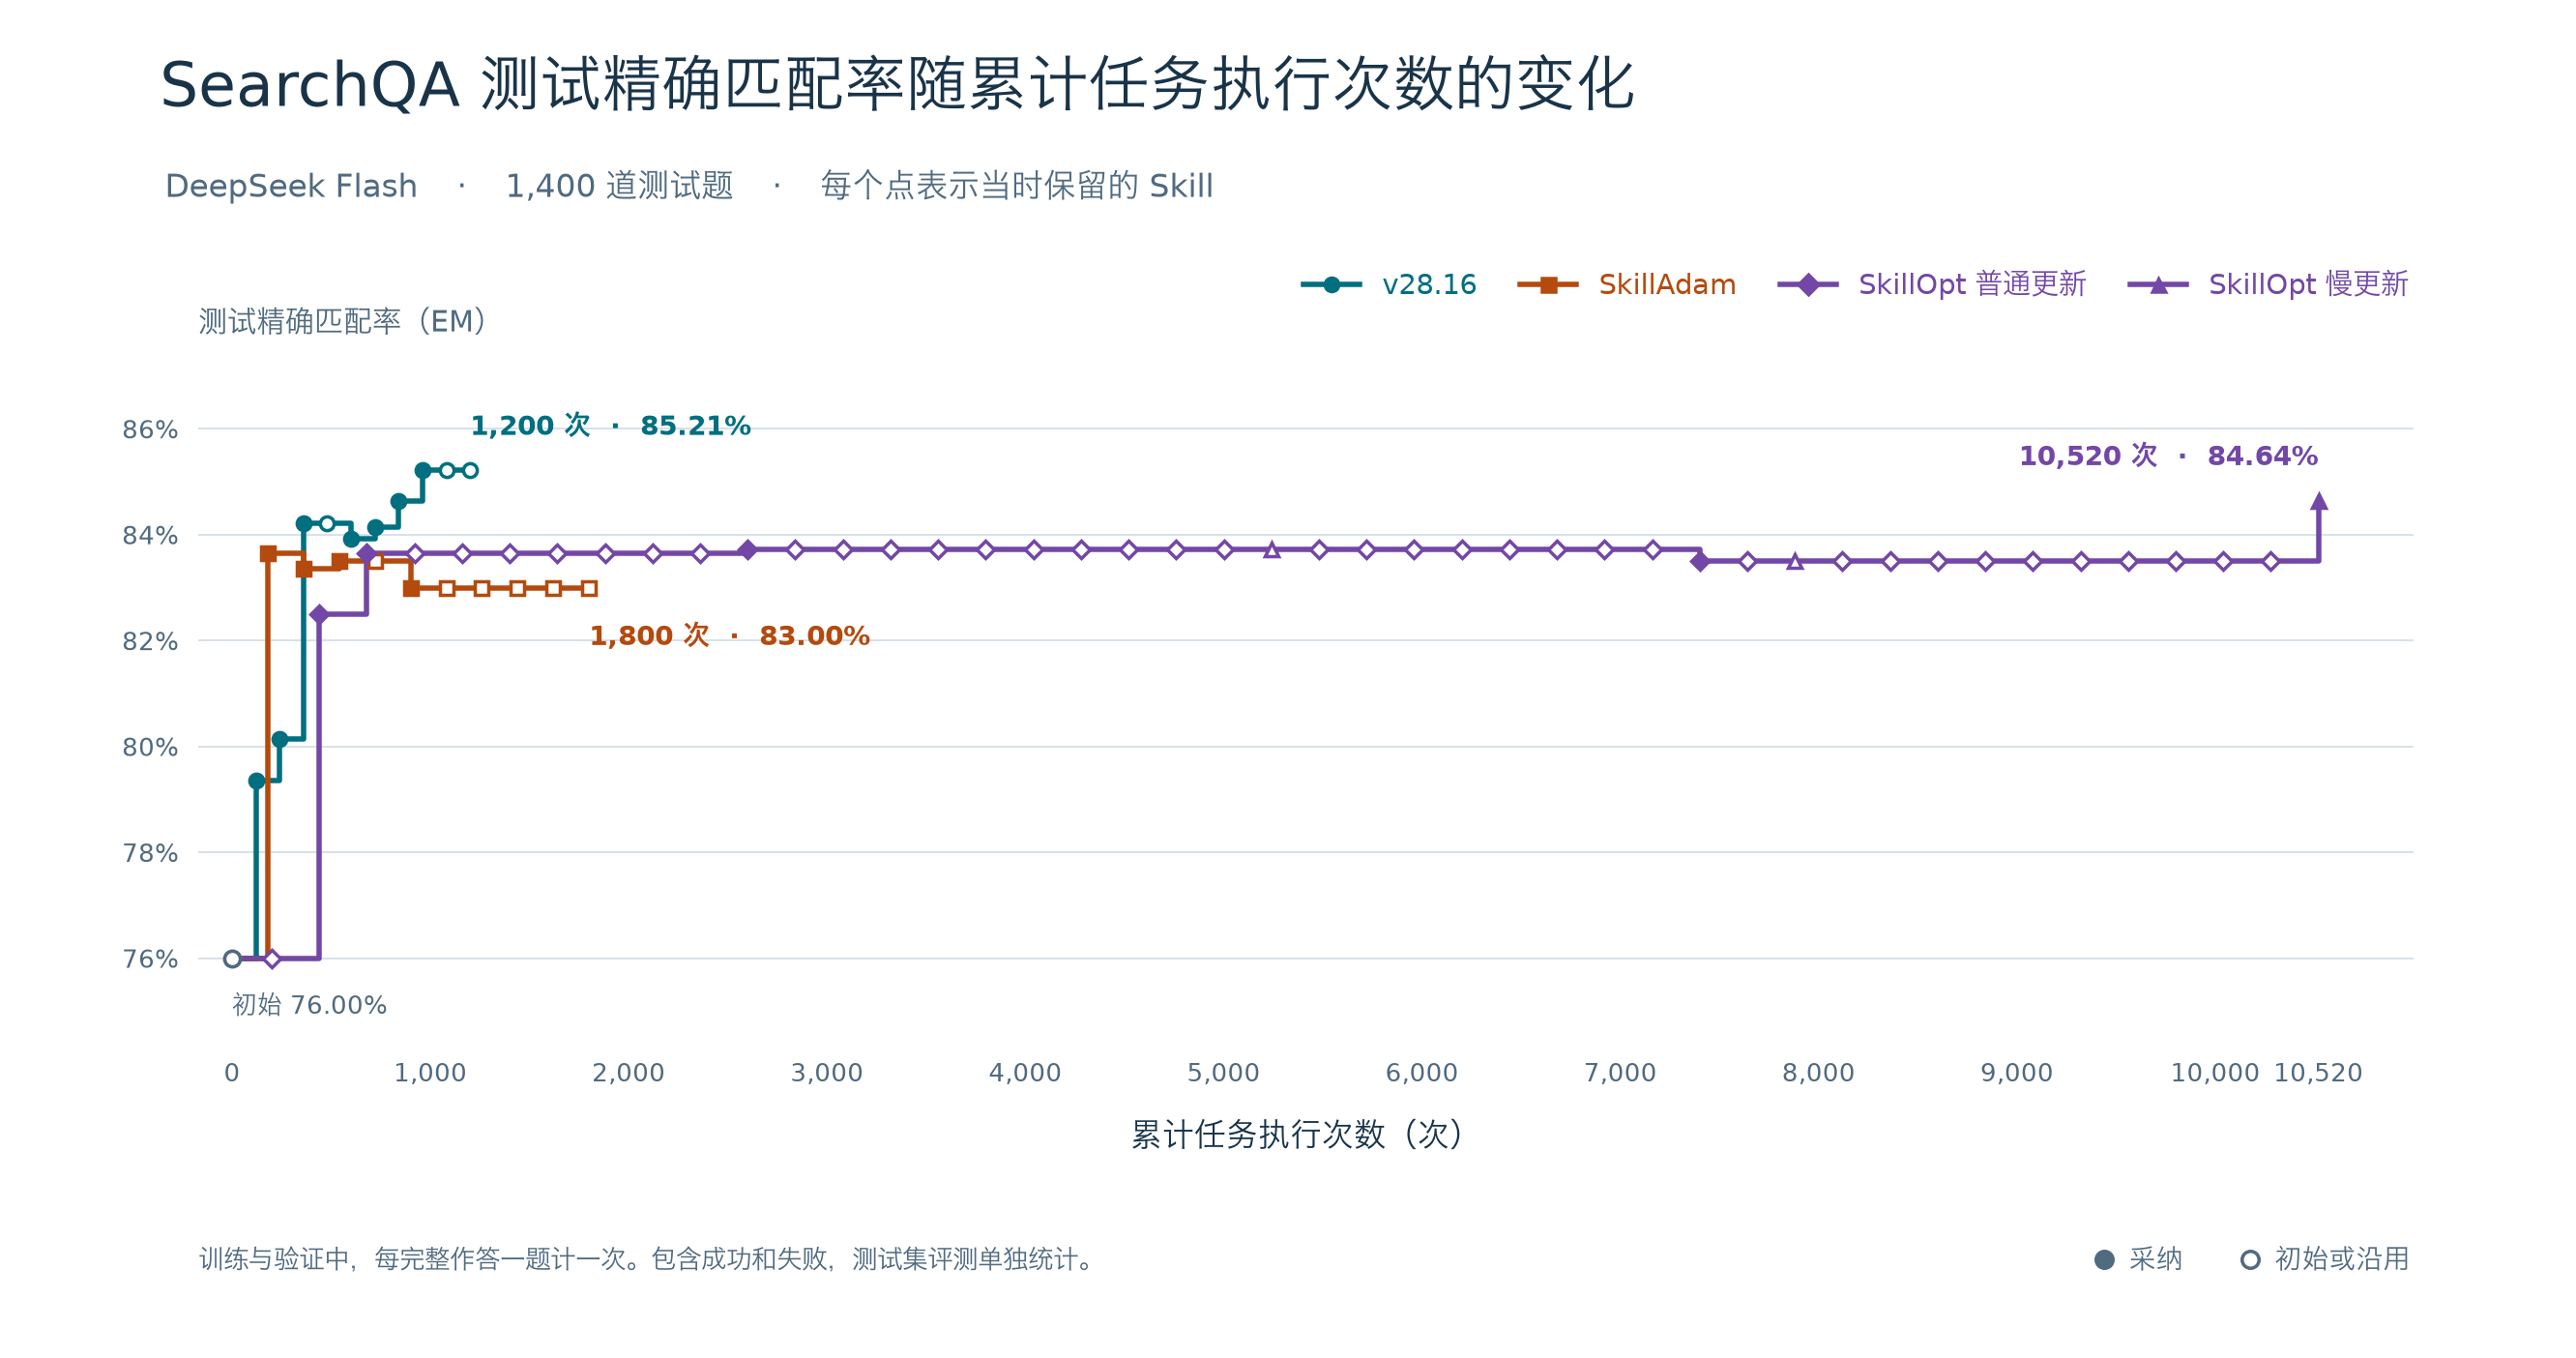 SearchQA 测试精确匹配率随累计任务执行次数的变化
DeepSeek Flash · 1,400 道测试题 · 每个点表示当时保留的 Skill
v28.16 SkillAdam SkillOpt 普通更新 SkillOpt 慢更新
测试精确匹配率（EM）
86%
1,200 次 · 85.21%
10,520 次 · 84.64%
84%
82%
1,800 次 · 83.00%
80%
78%
76%
初始 76.00%
0 1,000 2,000 3,000 4,000 5,000 6,000 7,000 8,000 9,000 10,000 10,520
累计任务执行次数（次）
训练与验证中，每完整作答一题计一次。包含成功和失败，测试集评测单独统计。
采纳 初始或沿用